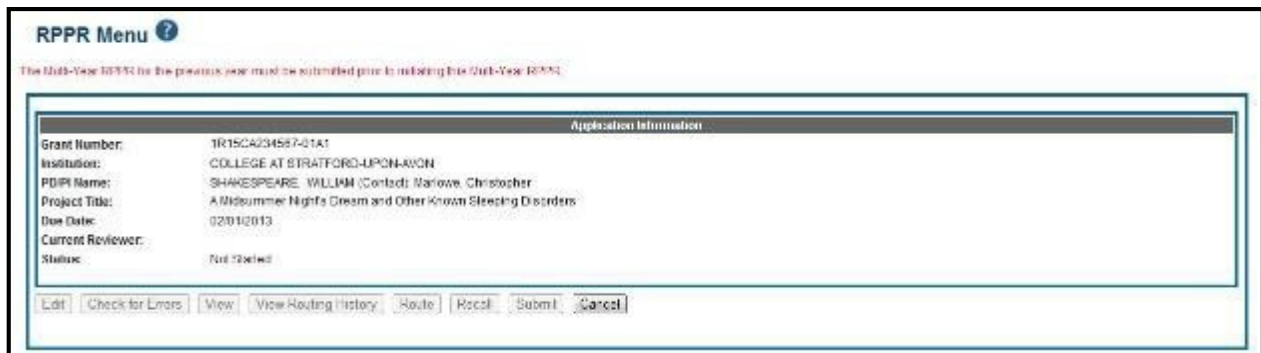 RPPR Menu ?
The Multi-Year RPPR for the previous year must be submitted prior to initiating this Multi-Year RPPR.
Application Information
Grant Number: 1R15CA234567-01A1
Institution: COLLEGE AT STRATFORD-UPON-AVON
PD/PI Name: SHAKESPEARE, WILLIAM (Contact); Marlowe, Christopher
Project Title: A Midsummer Night's Dream and Other Known Sleeping Disorders
Due Date: 02/01/2013
Current Reviewer:
Status: Not Started
Edit Check for Errors View View Routing History Route Recall Submit Cancel